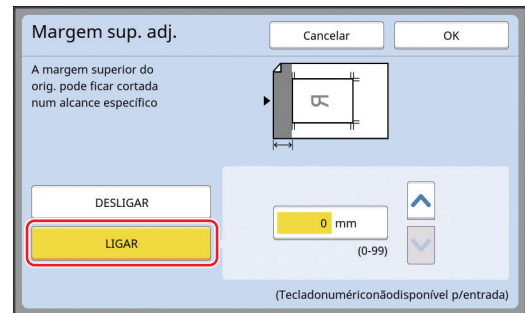 Margem sup. adj.
Cancelar
OK
A margem superior do
orig. pode ficar cortada
num alcance específico
R
DESLIGAR
LIGAR
0 mm
(0-99)
(Tecladonumériconãodisponível p/entrada)